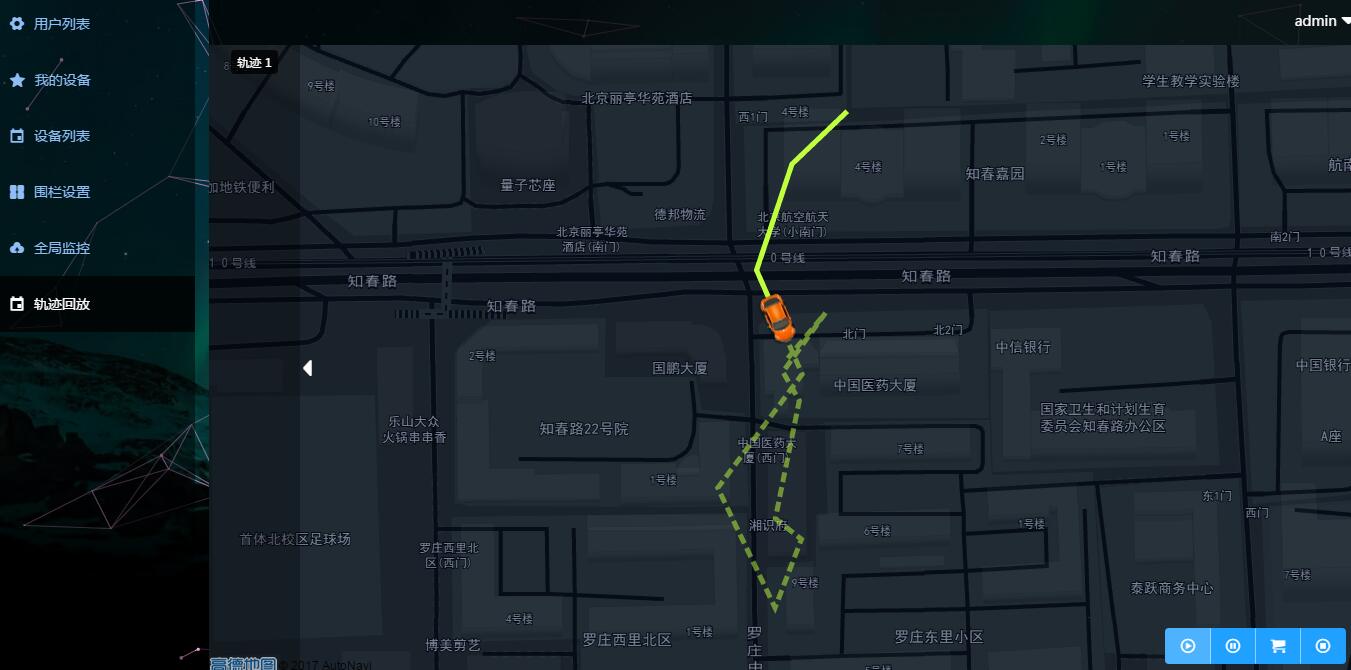 admin
用户列表
我的设备
设备列表
围栏设置
全局监控
轨迹回放
轨迹 1
9号楼
10号楼
北京丽亭华苑酒店
西1门
4号楼
学生教学实验楼
2号楼
1号楼
4号楼
1号楼
知春嘉园
量子芯座
加地铁便利
德邦物流
北京航空航天
大学(小南门)
北京丽亭华苑
酒店(南门)
南2门
10号线
0号线
知春路
知春路
10号线
知春路
知春路
北门
北2门
2号楼
国鹏大厦
中信银行
中国银行
中国医药大厦
乐山大众
火锅串串香
知春路22号院
国家卫生和计划生育
委员会知春路办公区
中国医药大
厦(西门)
7号楼
A座
1号楼
东1门
西门
湘识府
6号楼
1号楼
首体北校区足球场
罗庄西里北
区(西门)
9号楼
7号楼
泰跃商务中心
4号楼
博美剪艺
罗庄西里北区
1号楼
罗庄东里小区
罗
庄
中
5号楼
高德地图 © 2017 AutoNavi